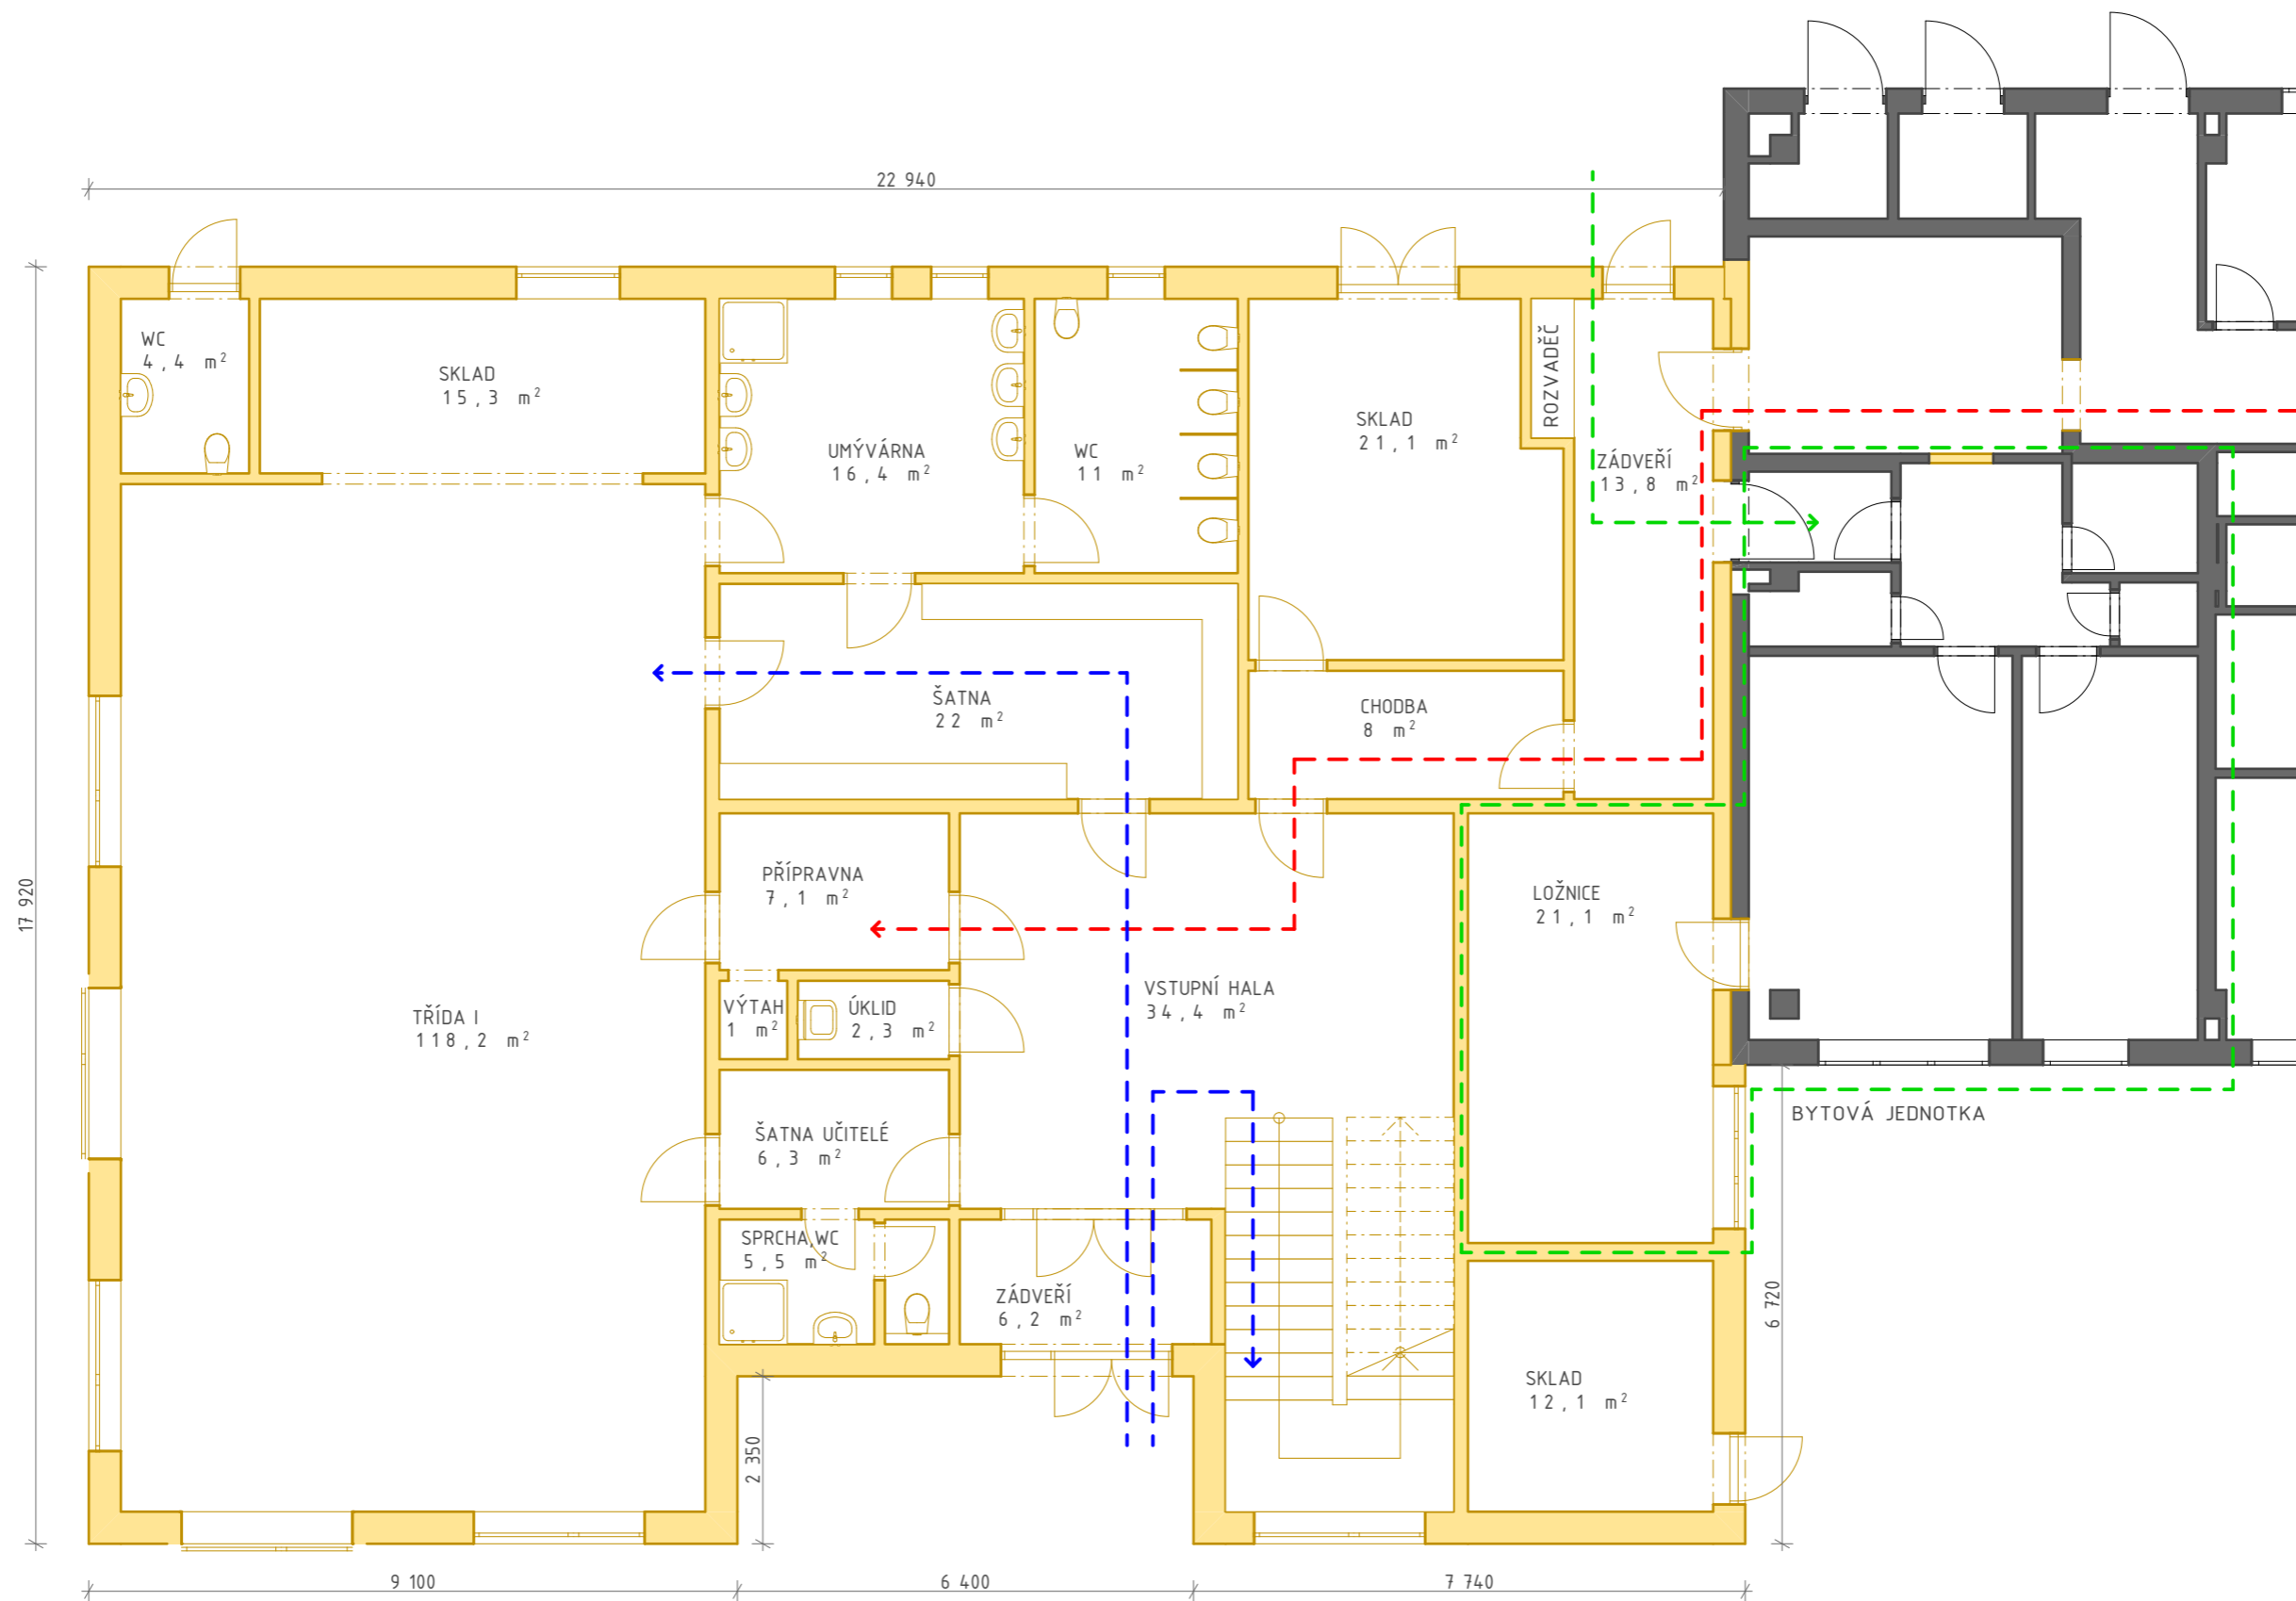 22 940
WC
4,4 m²
SKLAD
15,3 m²
UMÝVÁRNA
16,4 m²
WC
11 m²
SKLAD
21,1 m²
ROZVADĚČ
ZÁDVEŘÍ
13,8 m²
ŠATNA
22 m²
CHODBA
8 m²
PŘÍPRAVNA
7,1 m²
LOŽNICE
21,1 m²
17 920
TŘÍDA I
118,2 m²
VÝTAH
1 m²
ÚKLID
2,3 m²
VSTUPNÍ HALA
34,4 m²
BYTOVÁ JEDNOTKA
ŠATNA UČITELÉ
6,3 m²
SPRCHA,WC
5,5 m²
ZÁDVEŘÍ
6,2 m²
6 720
SKLAD
12,1 m²
2 350
9 100
6 400
7 740